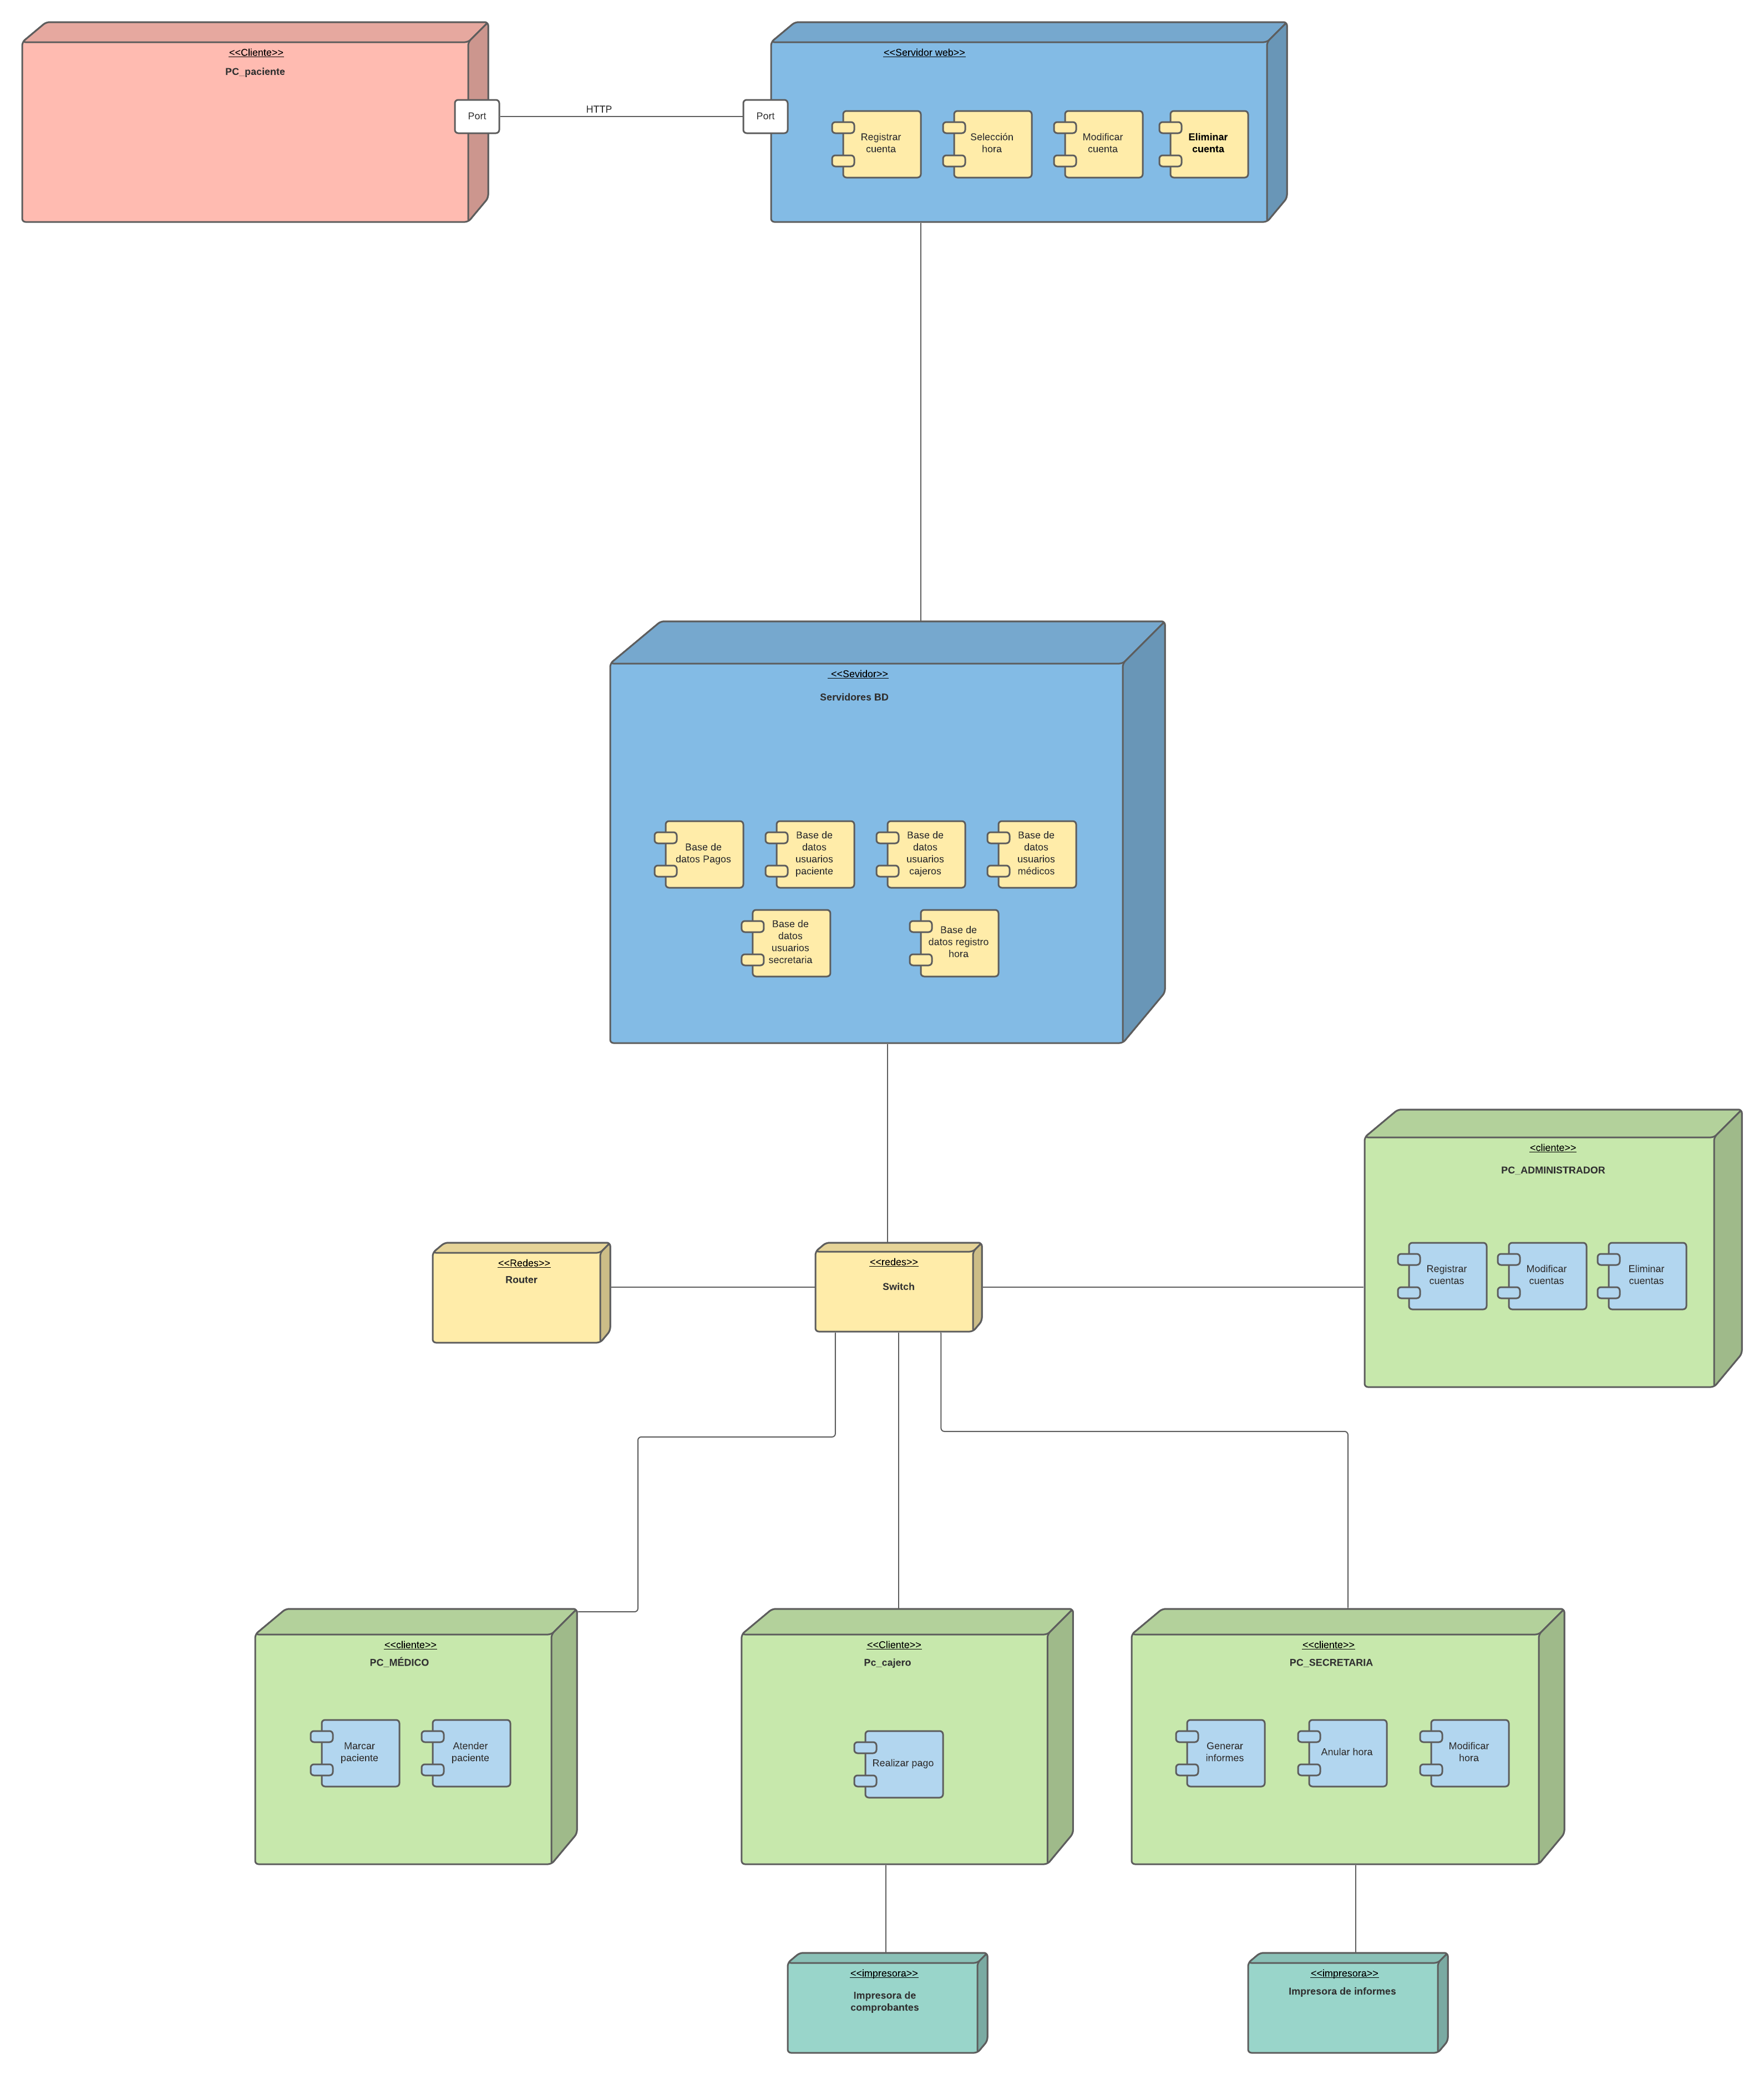 <<Cliente>>
PC_paciente
Port
HTTP
Port
<<Servidor web>>
Registrar
cuenta
Selección
hora
Modificar
cuenta
Eliminar
cuenta
<<Sevidor>>
Servidores BD
Base de
datos Pagos
Base de
datos
usuarios
paciente
Base de
datos
usuarios
cajeros
Base de
datos
usuarios
médicos
Base de
datos
usuarios
secretaria
Base de
datos registro
hora
<cliente>>
PC_ADMINISTRADOR
Registrar
cuentas
Modificar
cuentas
Eliminar
cuentas
<<Redes>>
Router
<<redes>>
Switch
<<cliente>>
PC_MÉDICO
Marcar
paciente
Atender
paciente
<<Cliente>>
Pc_cajero
Realizar pago
<<cliente>>
PC_SECRETARIA
Generar
informes
Anular hora
Modificar
hora
<<impresora>>
Impresora de
comprobantes
<<impresora>>
Impresora de informes